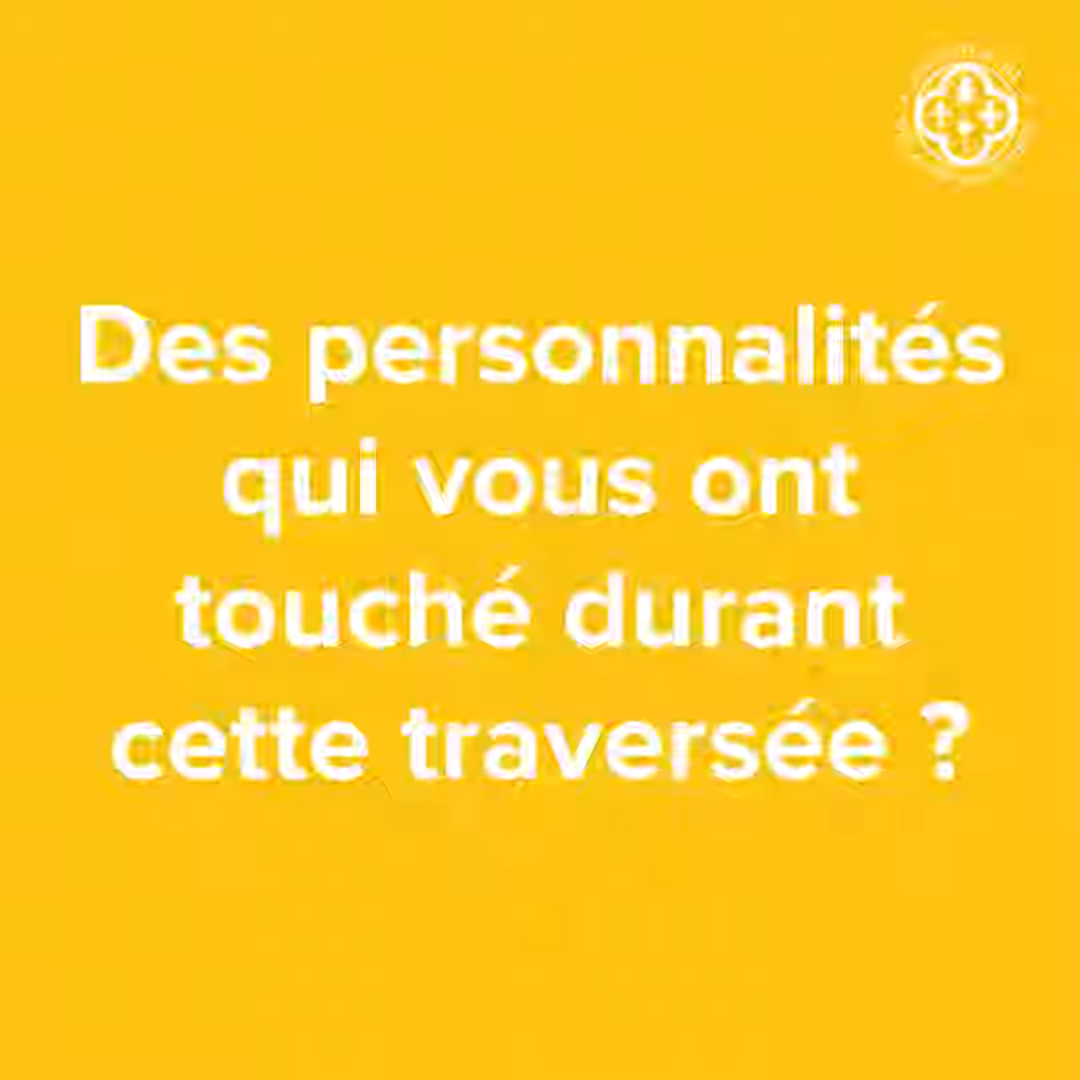 Des personnalités
qui vous ont
touché durant
cette traversée ?